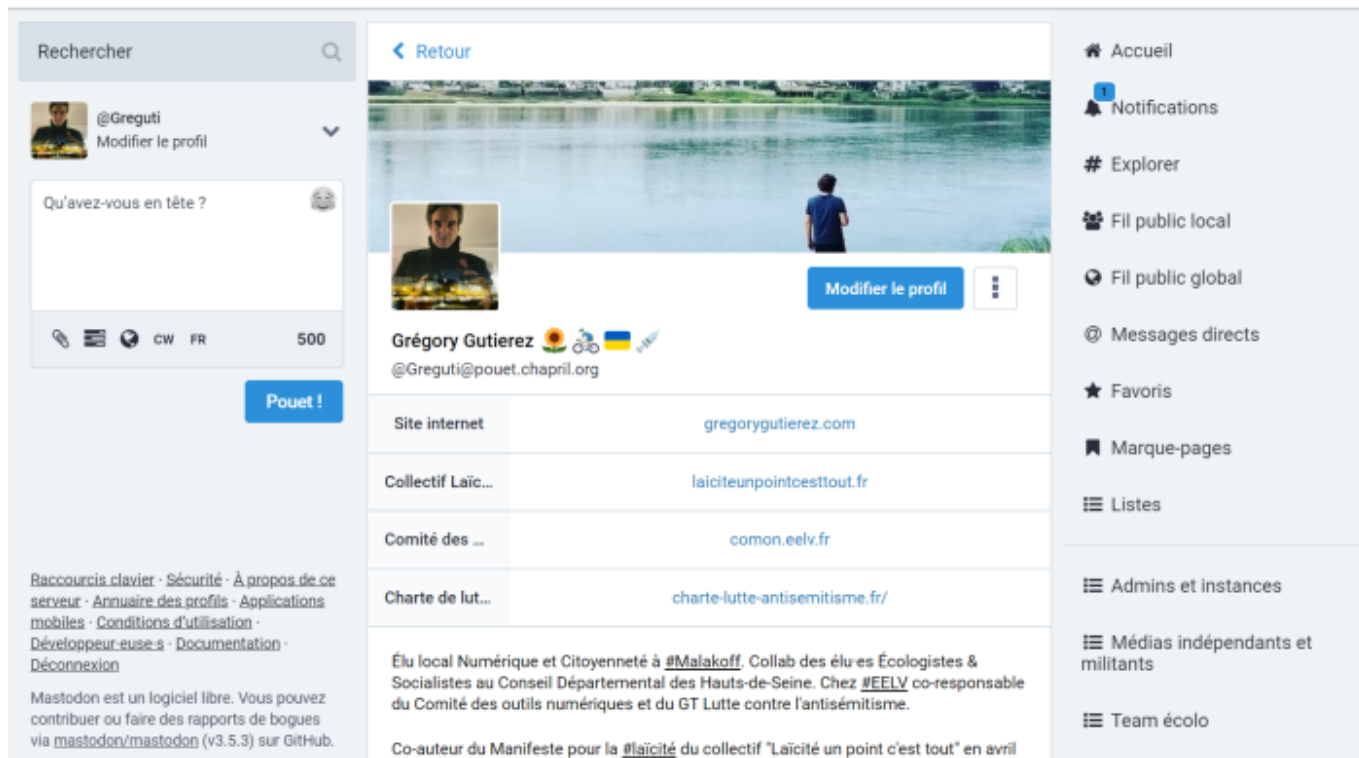 Rechercher
@Greguti
Modifier le profil
Qu'avez-vous en tête ?
CW FR 500
Pouet !
Raccourcis clavier · Sécurité · À propos de ce
serveur · Annuaire des profils · Applications
mobiles · Conditions d'utilisation ·
Développeur·euse·s · Documentation ·
Déconnexion
Mastodon est un logiciel libre. Vous pouvez
contribuer ou faire des rapports de bogues
via mastodon/mastodon (v3.5.3) sur GitHub.
Retour
Modifier le profil
Grégory Gutierez 🌻 🚴 🇺🇦 💉
@Greguti@pouet.chapril.org
Site internet gregorygutierez.com
Collectif Laïc... laiciteunpointcesttout.fr
Comité des ... comon.eelv.fr
Charte de lut... charte-lutte-antisemitisme.fr/
Élu local Numérique et Citoyenneté à #Malakoff. Collab des élu·es Écologistes &
Socialistes au Conseil Départemental des Hauts-de-Seine. Chez #EELV co-responsable
du Comité des outils numériques et du GT Lutte contre l'antisémitisme.
Co-auteur du Manifeste pour la #laïcité du collectif "Laïcité un point c'est tout" en avril
Accueil
1
Notifications
# Explorer
Fil public local
Fil public global
@ Messages directs
Favoris
Marque-pages
Listes
Admins et instances
Médias indépendants et
militants
Team écolo